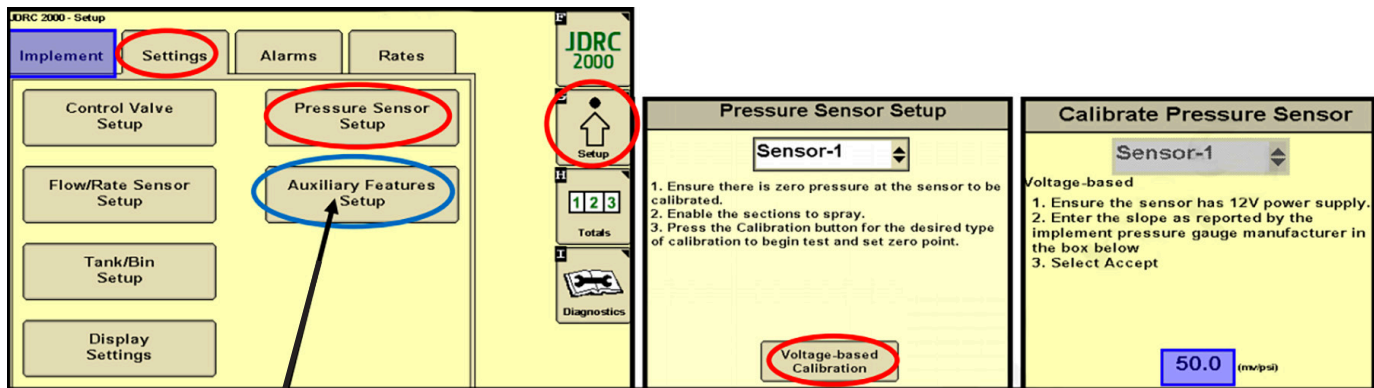 JDRC 2000 - Setup
Implement
Settings
Alarms
Rates
Control Valve
Setup
Pressure Sensor
Setup
Flow/Rate Sensor
Setup
Auxiliary Features
Setup
Tank/Bin
Setup
Display
Settings
F
JDRC
2000
Setup
H
1 2 3
Totals
I
Diagnostics
Pressure Sensor Setup
Sensor-1
1. Ensure there is zero pressure at the sensor to be
calibrated.
2. Enable the sections to spray.
3. Press the Calibration button for the desired type
of calibration to begin test and set zero point.
Voltage-based
Calibration
Calibrate Pressure Sensor
Sensor-1
Voltage-based
1. Ensure the sensor has 12V power supply.
2. Enter the slope as reported by the
implement pressure gauge manufacturer in
the box below
3. Select Accept
50.0 (mv/psi)